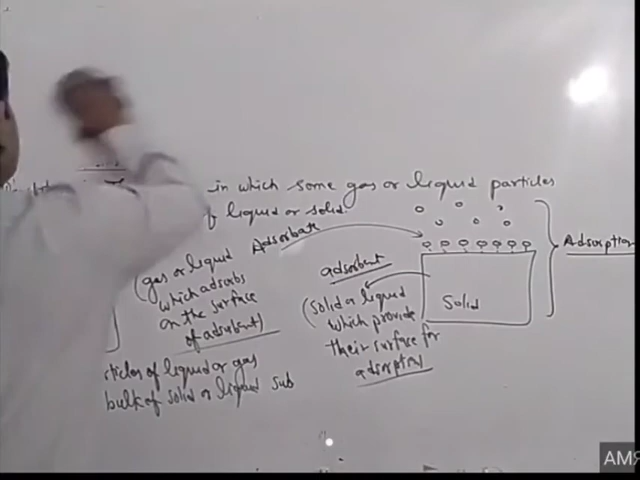 in which some gas or liquid particles
of liquid or solid.
Adsorbate
(gas or liquid
which adsorbs
on the surface
of adsorbent)
adsorbent
(solid or liquid
which provide
their surface for
adsorption
Solid
Adsorption
rticles of liquid or gas
bulk of solid or liquid sub
AMR